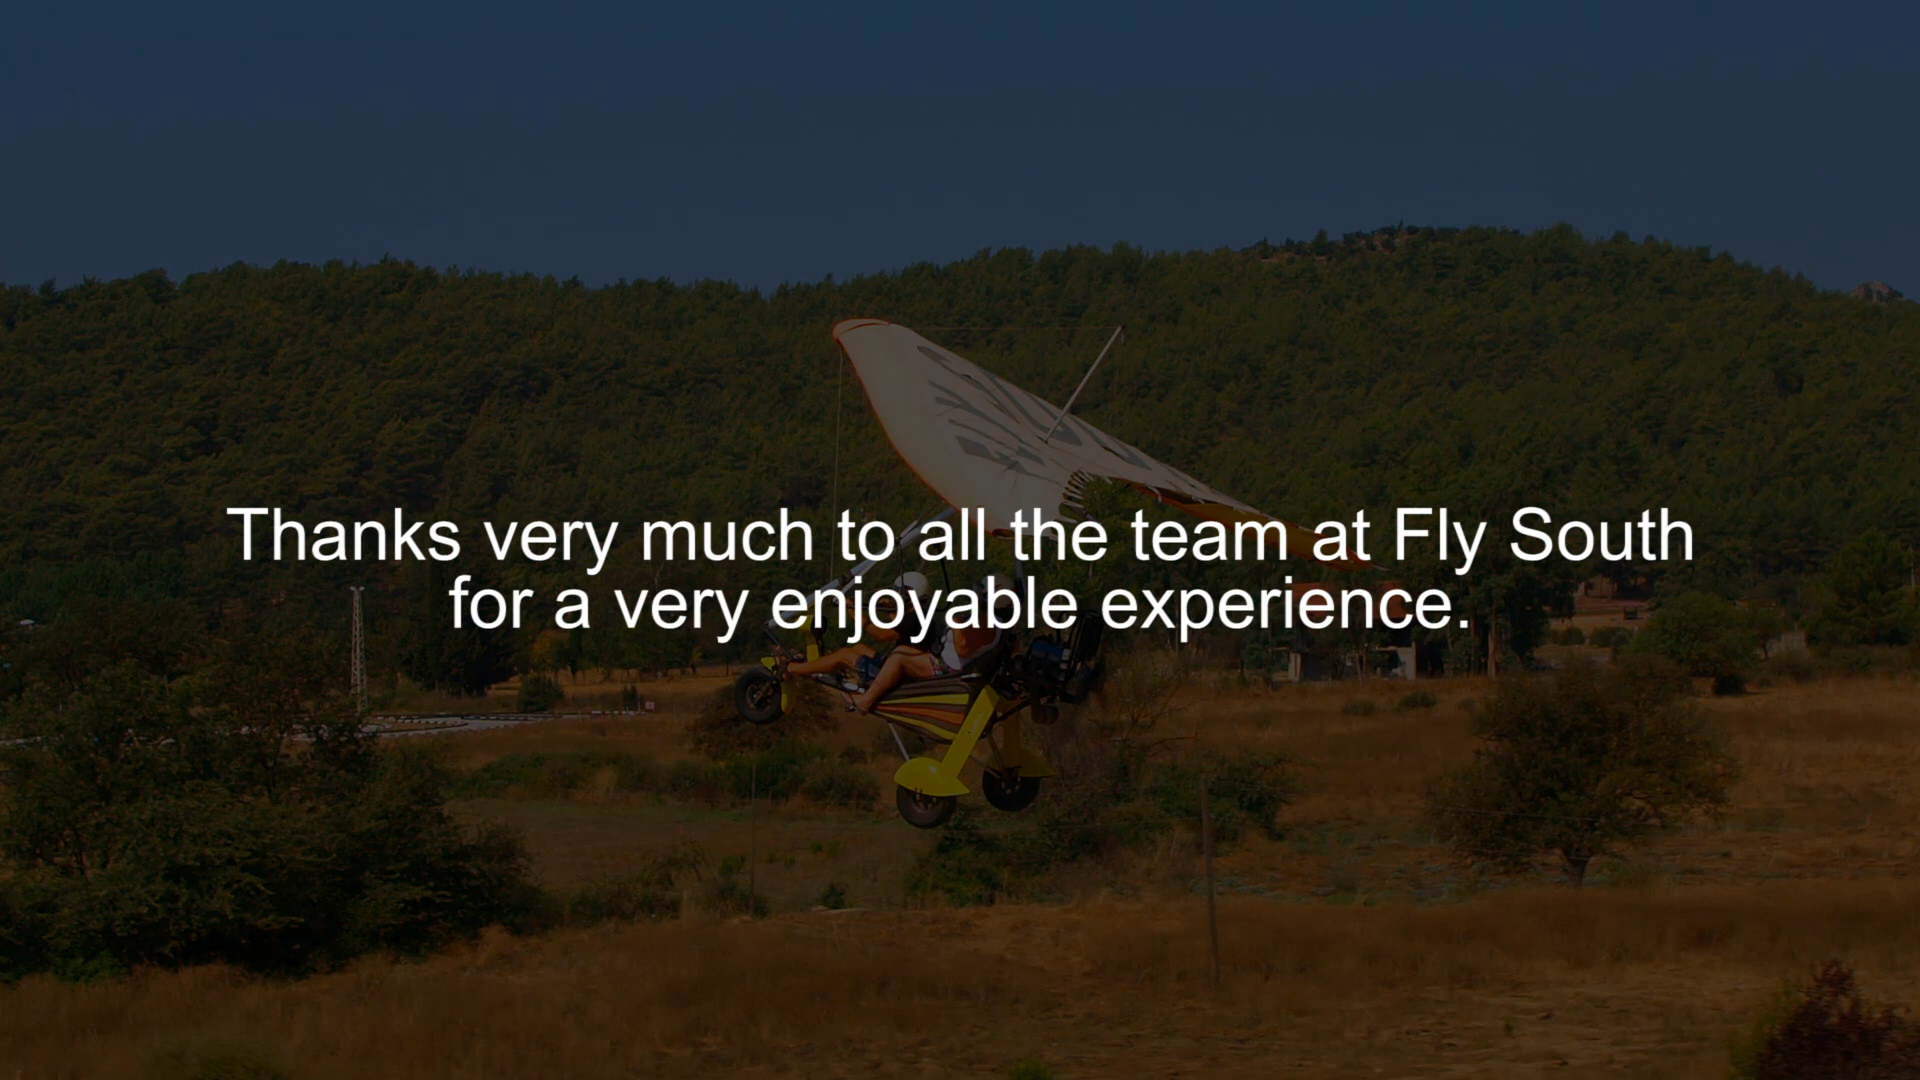 Thanks very much to all the team at Fly South
for a very enjoyable experience.